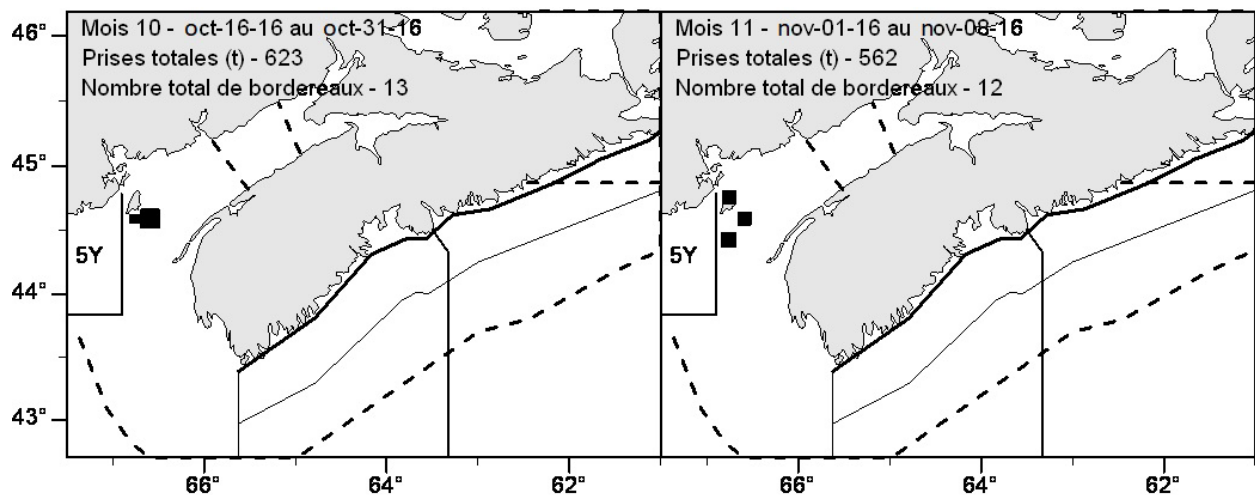 Mois 10 - oct-16-16 au oct-31-16
Prises totales (t) - 623
Nombre total de bordereaux - 13
Mois 11 - nov-01-16 au nov-08-16
Prises totales (t) - 562
Nombre total de bordereaux - 12
46°
45°
44°
43°
5Y
5Y
66°
64°
62°
66°
64°
62°